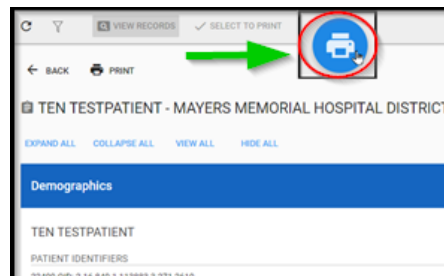 VIEW RECORDS SELECT TO PRINT
BACK PRINT
TEN TESTPATIENT - MAYERS MEMORIAL HOSPITAL DISTRICT
EXPAND ALL COLLAPSE ALL VIEW ALL HIDE ALL
Demographics
TEN TESTPATIENT
PATIENT IDENTIFIERS